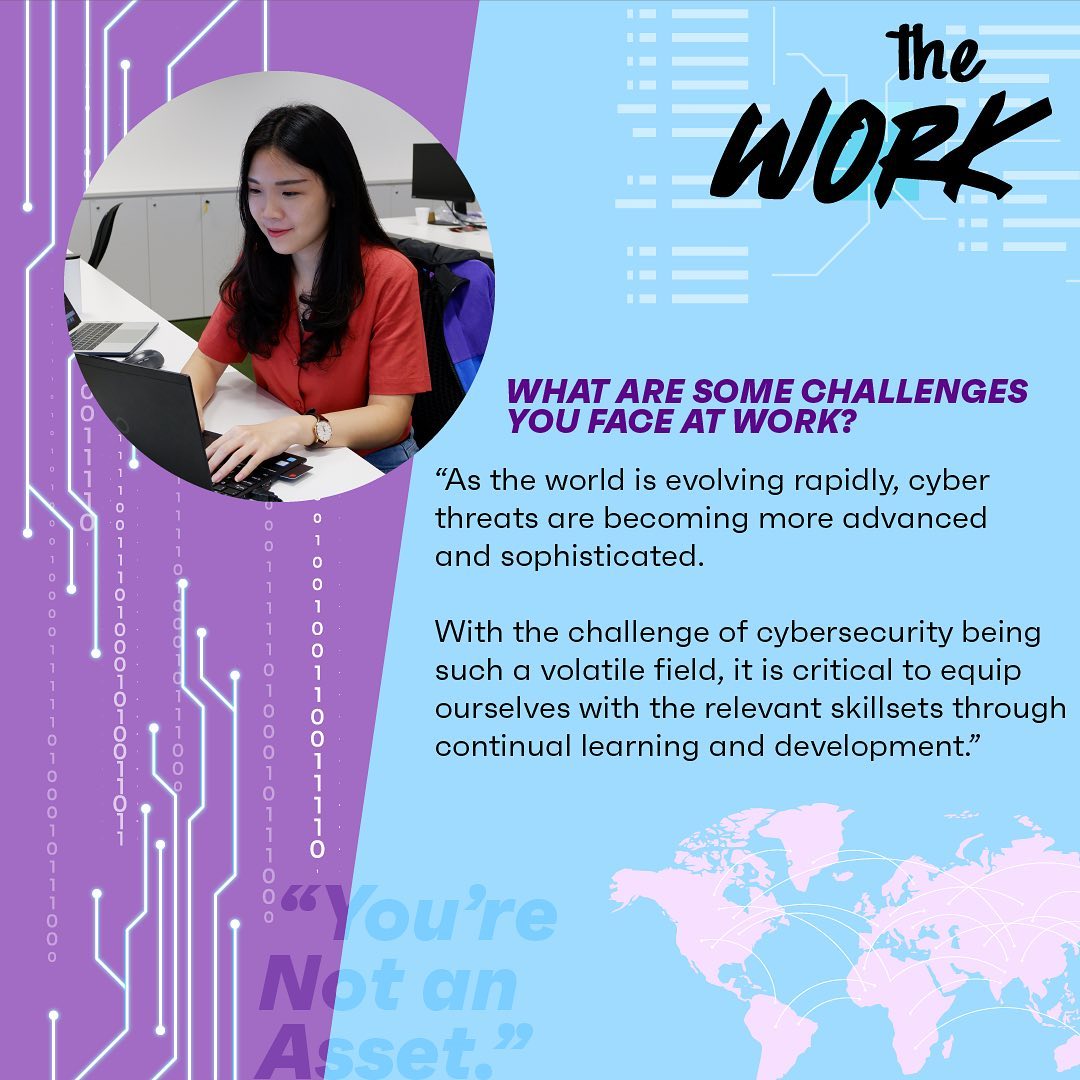 the
WORK
WHAT ARE SOME CHALLENGES
YOU FACE AT WORK?
“As the world is evolving rapidly, cyber
threats are becoming more advanced
and sophisticated.
With the challenge of cybersecurity being
such a volatile field, it is critical to equip
ourselves with the relevant skillsets through
continual learning and development.”
“You’re
Not an
Asset.”